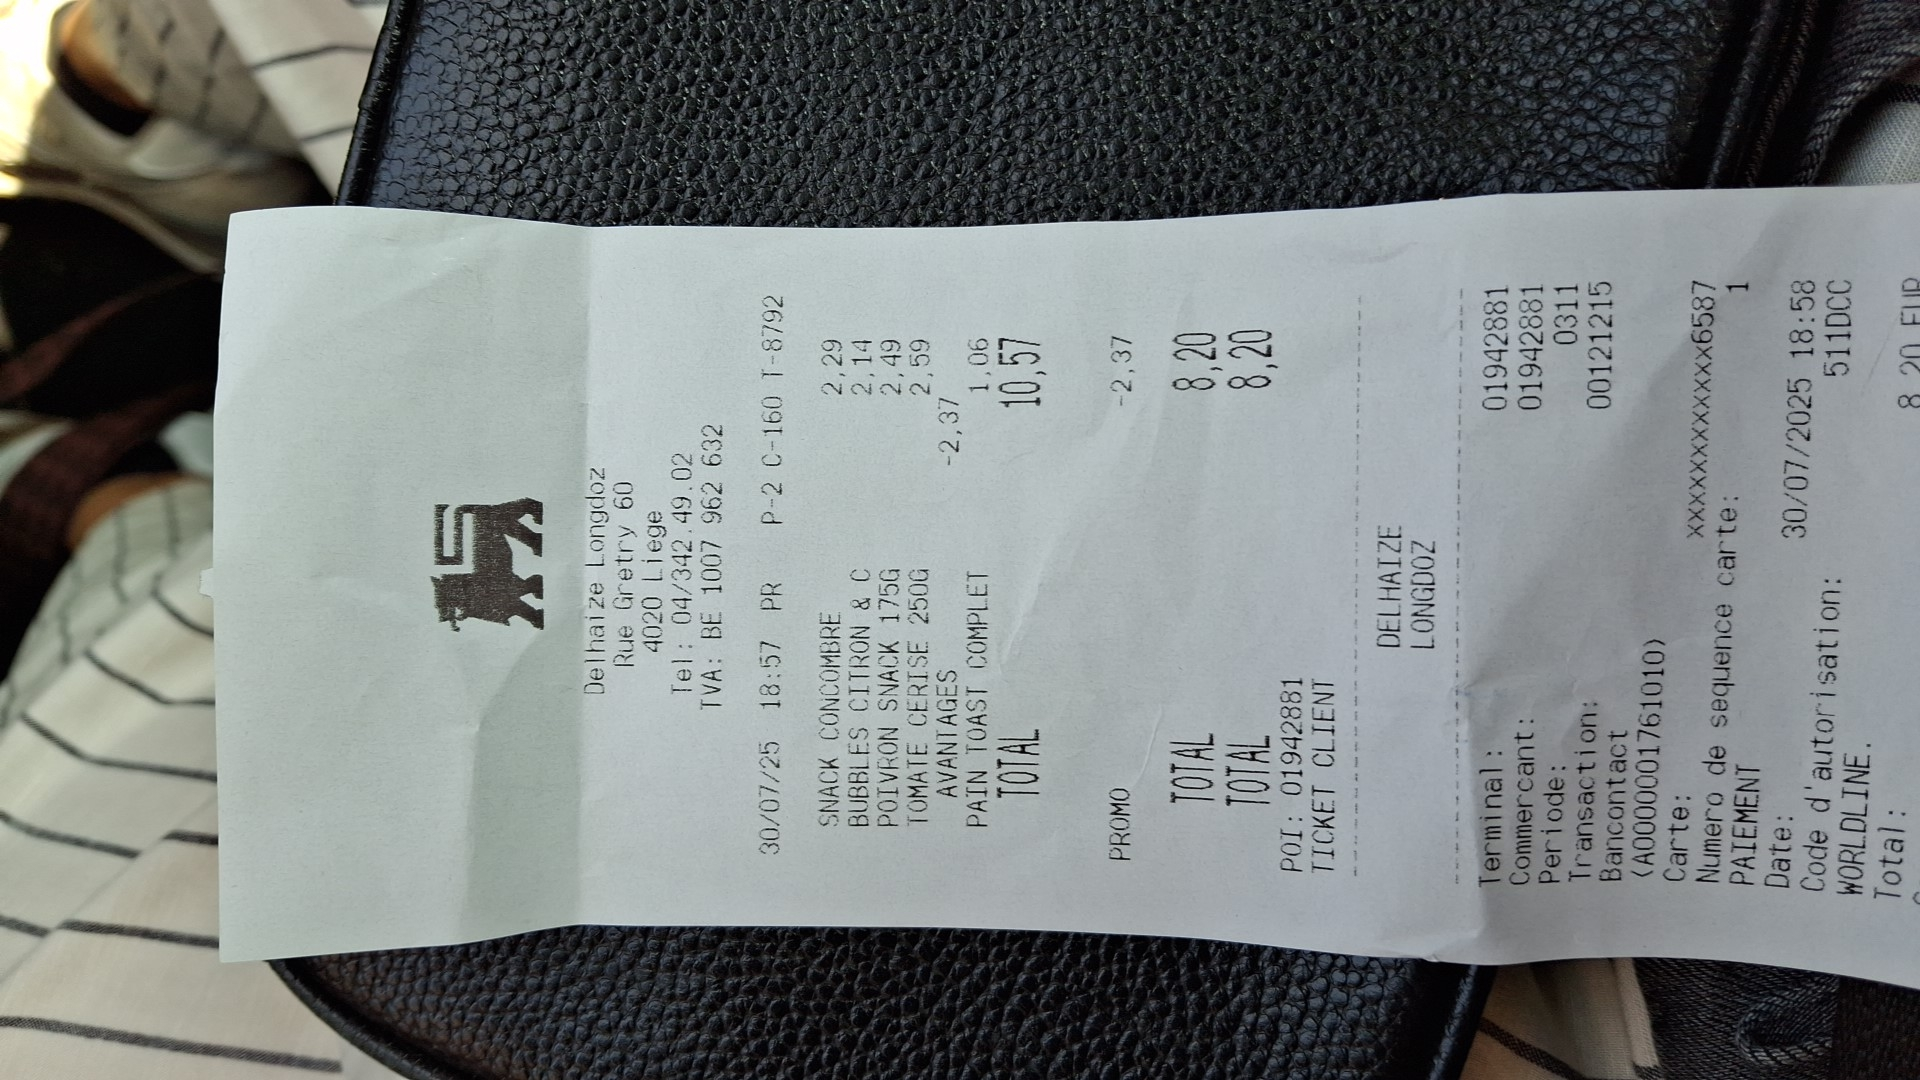 Delhaize Longdoz
Rue Gretry 60
4020 Liege
Tel: 04/342.49.02
TVA: BE 1007 962 632
30/07/25 18:57 PR P-2 C-160 T-8792
SNACK CONCOMBRE 2,29
BUBBLES CITRON & C 2,14
POIVRON SNACK 175G 2,49
TOMATE CERISE 250G 2,59
AVANTAGES -2,37
PAIN TOAST COMPLET 1,06
TOTAL 10,57
PROMO -2,37
TOTAL 8,20
TOTAL 8,20
POI: 01942881
TICKET CLIENT
DELHAIZE
LONGDOZ
Terminal: 01942881
Commercant: 01942881
Periode: 0311
Transaction: 00121215
Bancontact
(A0000001761010)
Carte: xxxxxxxxxxxxx6587
Numero de sequence carte: 1
PAIEMENT
Date: 30/07/2025 18:58
Code d'autorisation: 511DCC
WORLDLINE.
Total: 8,20 EUR